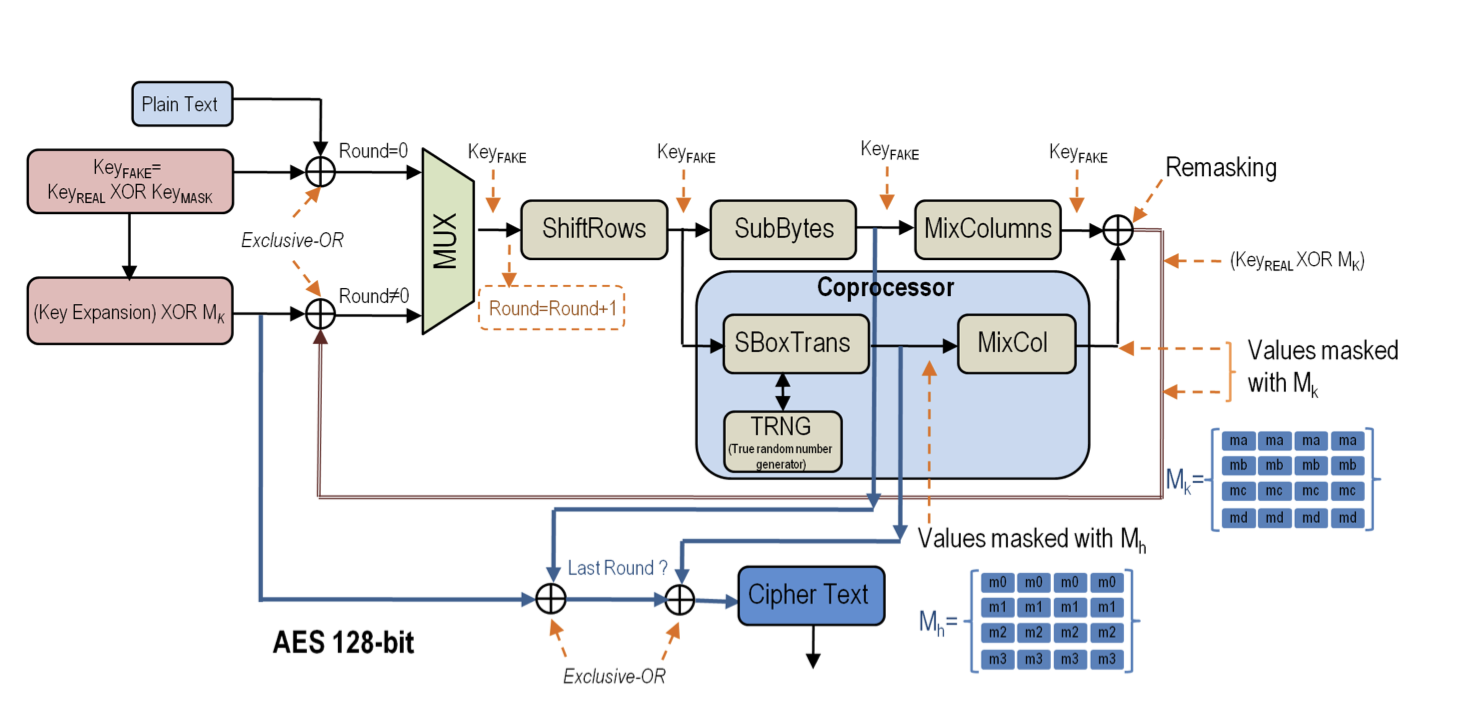 Plain Text
KeyFAKE=
KeyREAL XOR KeyMASK
Round=0
KeyFAKE
KeyFAKE
KeyFAKE
KeyFAKE
Remasking
Exclusive-OR
MUX
ShiftRows
SubBytes
MixColumns
(KeyREAL XOR MK)
(Key Expansion) XOR MK
Round≠0
Round=Round+1
Coprocessor
SBoxTrans
MixCol
Values masked
with Mk
TRNG
(True random number
generator)
Mk=
ma ma ma ma
mb mb mb mb
mc mc mc mc
md md md md
Values masked with Mh
Last Round ?
Cipher Text
Mh=
m0 m0 m0 m0
m1 m1 m1 m1
m2 m2 m2 m2
m3 m3 m3 m3
AES 128-bit
Exclusive-OR